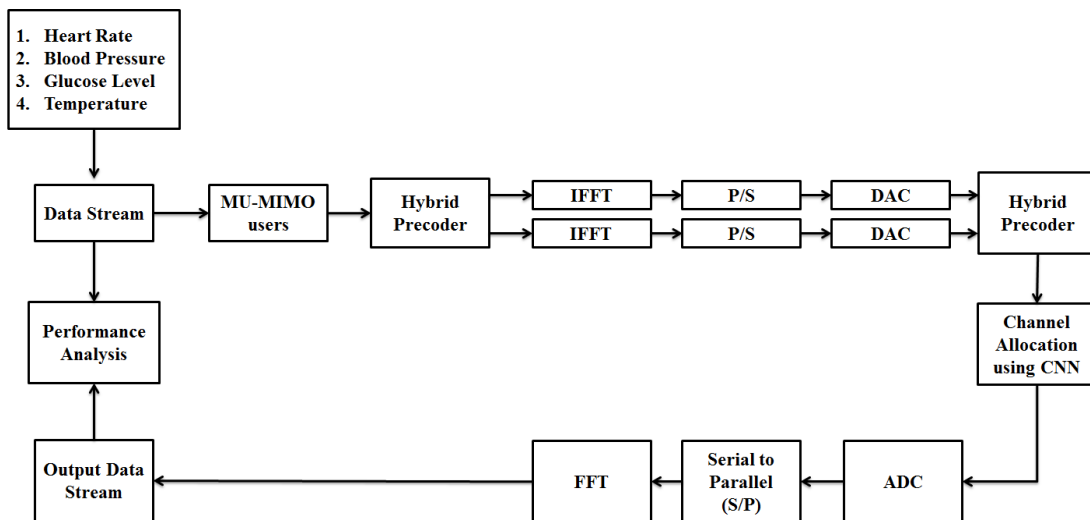 1. Heart Rate
2. Blood Pressure
3. Glucose Level
4. Temperature
Data Stream
MU-MIMO
users
Hybrid
Precoder
IFFT
P/S
DAC
IFFT
P/S
DAC
Hybrid
Precoder
Performance
Analysis
Channel
Allocation
using CNN
Output Data
Stream
FFT
Serial to
Parallel
(S/P)
ADC